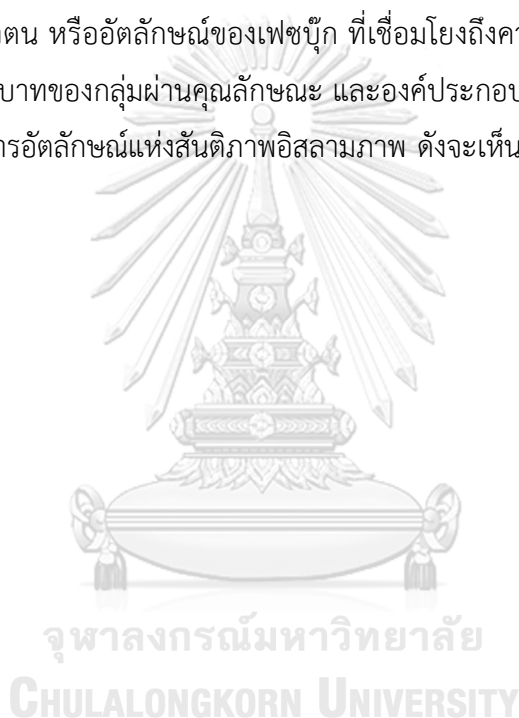 วตน หรืออัตลักษณ์ของเฟซบุ๊ก ที่เชื่อมโยงถึงคว
บาทของกลุ่มผ่านคุณลักษณะ และองค์ประกอบ
ารอัตลักษณ์แห่งสันติภาพอิสลามภาพ ดังจะเห็น
จุฬาลงกรณ์มหาวิทยาลัย
CHULALONGKORN UNIVERSITY